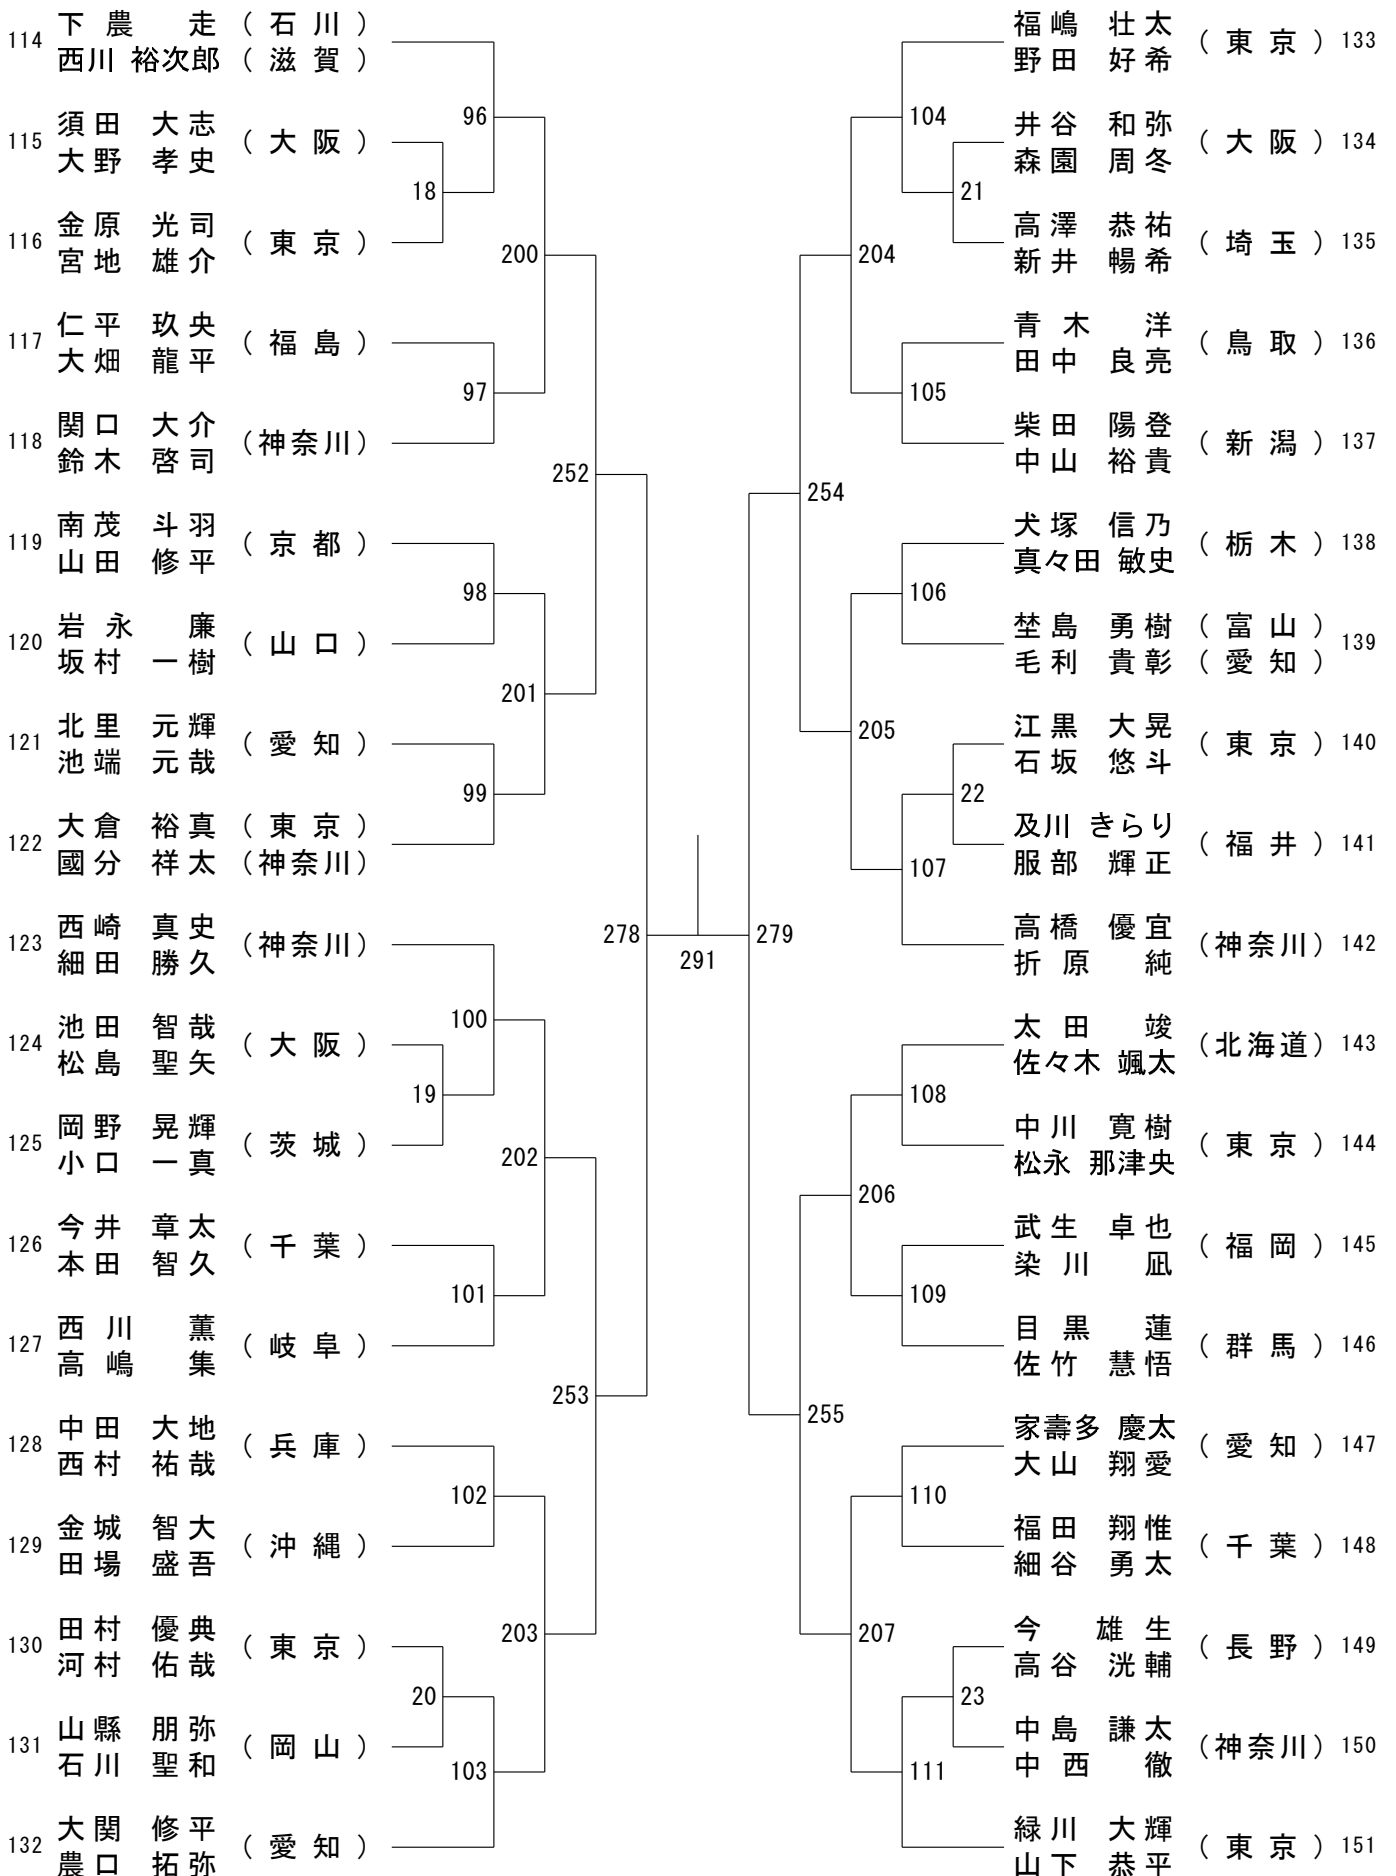 114 下農 走 (石川)
西川 裕次郎 (滋賀)
115 須田 大志 (大阪)
大野 孝史
116 金原 光司 (東京)
宮地 雄介
117 仁平 玖央 (福島)
大畑 龍平
118 関口 大介 (神奈川)
鈴木 啓司
119 南茂 斗羽 (京都)
山田 修平
120 岩永 廉 (山口)
坂村 一樹
121 北里 元輝 (愛知)
池端 元哉
122 大倉 裕真 (東京)
國分 祥太 (神奈川)
123 西崎 真史 (神奈川)
細田 勝久
124 池田 智哉 (大阪)
松島 聖矢
125 岡野 晃輝 (茨城)
小口 一真
126 今井 章太 (千葉)
本田 智久
127 西川 薫 (岐阜)
高嶋 集
128 中田 大地 (兵庫)
西村 祐哉
129 金城 智大 (沖縄)
田場 盛吾
130 田村 優典 (東京)
河村 佑哉
131 山縣 朋弥 (岡山)
石川 聖和
132 大関 修平 (愛知)
農口 拓弥
18
19
20
96
97
98
99
100
101
102
103
200
201
202
203
252
253
278
291
279
254
255
204
205
206
207
104
105
106
107
108
109
110
111
21
22
23
福嶋 壮太 (東京) 133
野田 好希
井谷 和弥 (大阪) 134
森園 周冬
高澤 恭祐 (埼玉) 135
新井 暢希
青木 洋 (鳥取) 136
田中 良亮
柴田 陽登 (新潟) 137
中山 裕貴
犬塚 信乃 (栃木) 138
真々田 敏史
埜島 勇樹 (富山) 139
毛利 貴彰 (愛知)
江黒 大晃 (東京) 140
石坂 悠斗
及川 きらり (福井) 141
服部 輝正
高橋 優宜 (神奈川) 142
折原 純
太田 竣 (北海道) 143
佐々木 颯太
中川 寛樹 (東京) 144
松永 那津央
武生 卓也 (福岡) 145
染川 凪
目黒 蓮 (群馬) 146
佐竹 慧悟
家壽多 慶太 (愛知) 147
大山 翔愛
福田 翔惟 (千葉) 148
細谷 勇太
今 雄生 (長野) 149
高谷 洸輔
中島 謙太 (神奈川) 150
中西 徹
緑川 大輝 (東京) 151
山下 恭平